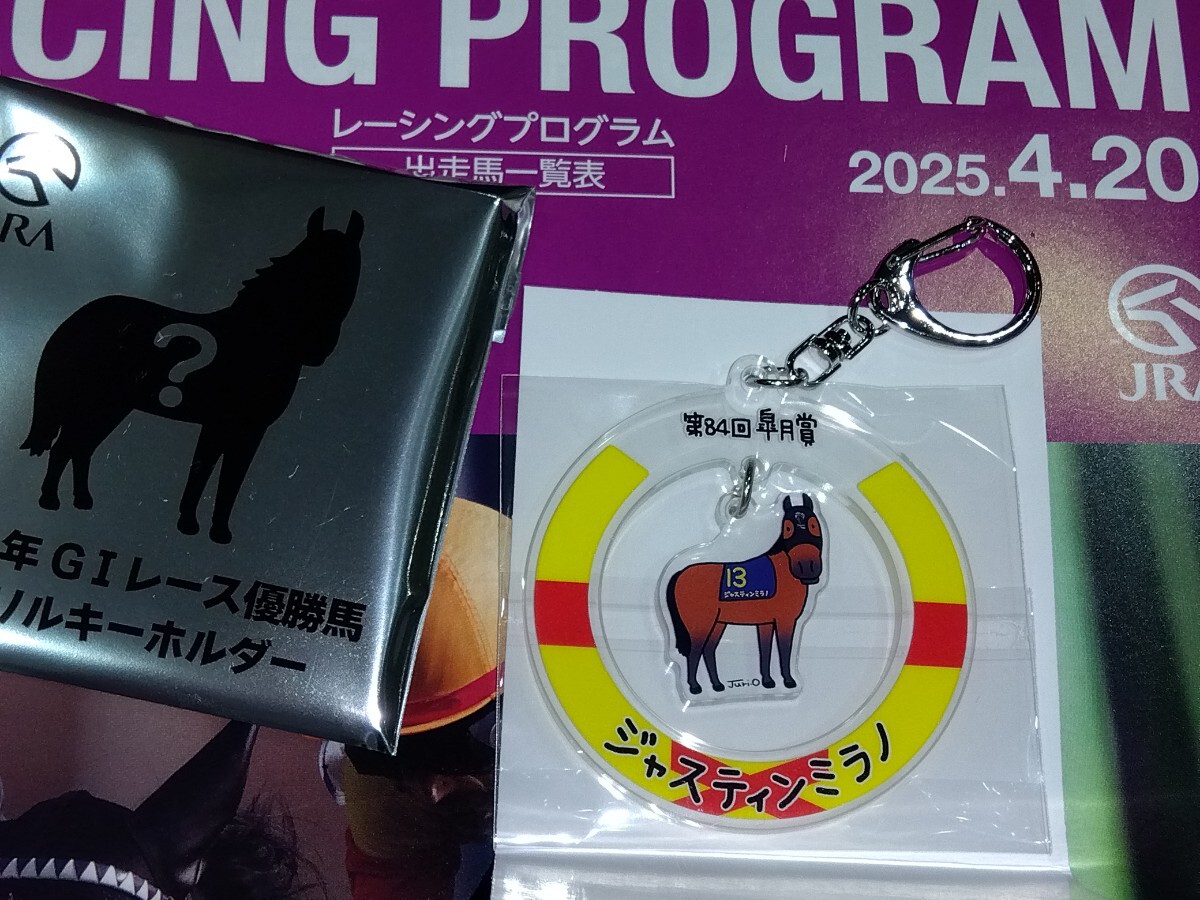 CING PROGRAM
レーシングプログラム
出走馬一覧表
2025.4.20
JRA
?
年GIレース優勝馬
リルキーホルダー
第84回 皐月賞
13
ジャスティンミラノ
Juri.O
ジャスティンミラノ
JRA